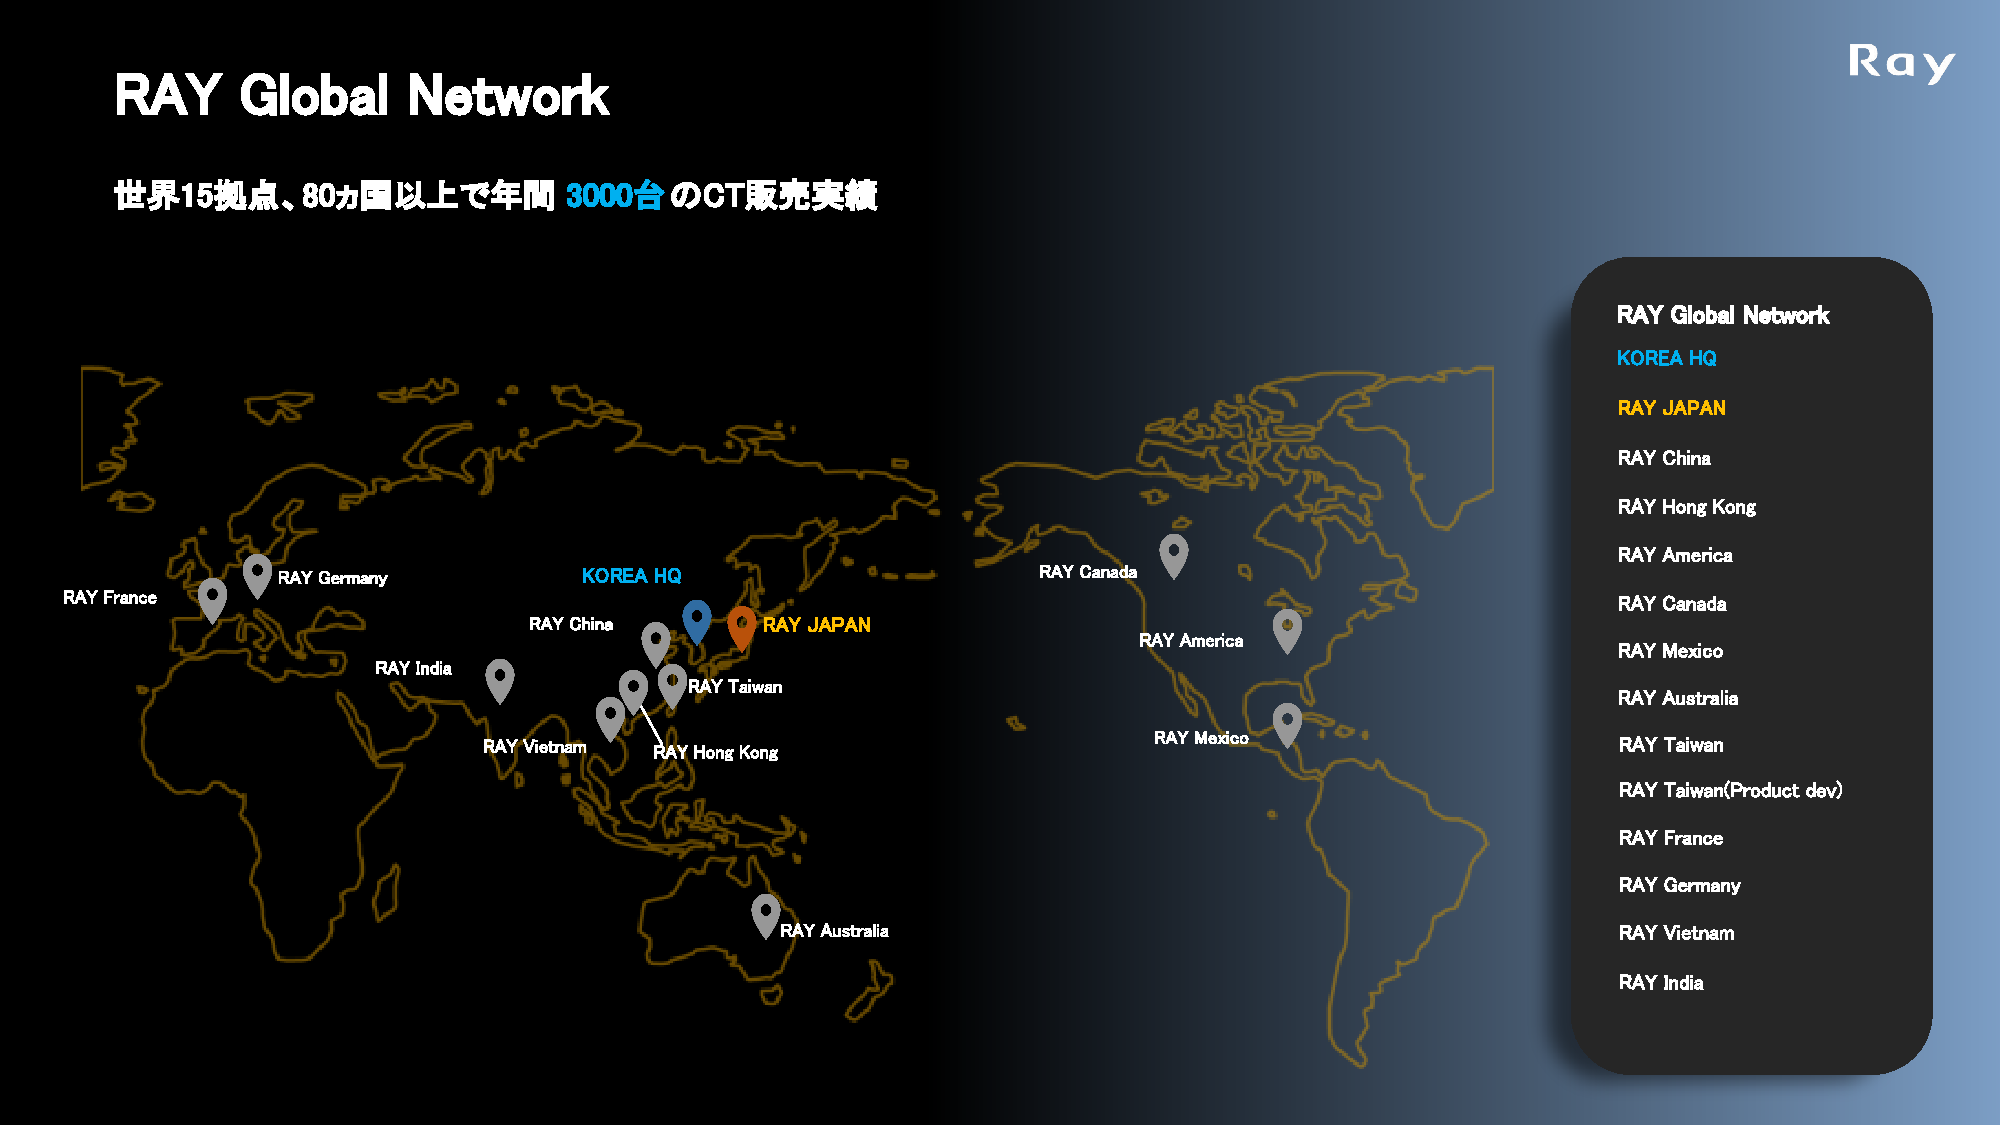 Ray
RAY Global Network
世界15拠点、80ヵ国以上で年間 3000台 のCT販売実績
RAY France
RAY Germany
KOREA HQ
RAY China
RAY JAPAN
RAY India
RAY Taiwan
RAY Vietnam
RAY Hong Kong
RAY Australia
RAY Canada
RAY America
RAY Mexico
RAY Global Network
KOREA HQ
RAY JAPAN
RAY China
RAY Hong Kong
RAY America
RAY Canada
RAY Mexico
RAY Australia
RAY Taiwan
RAY Taiwan(Product dev)
RAY France
RAY Germany
RAY Vietnam
RAY India